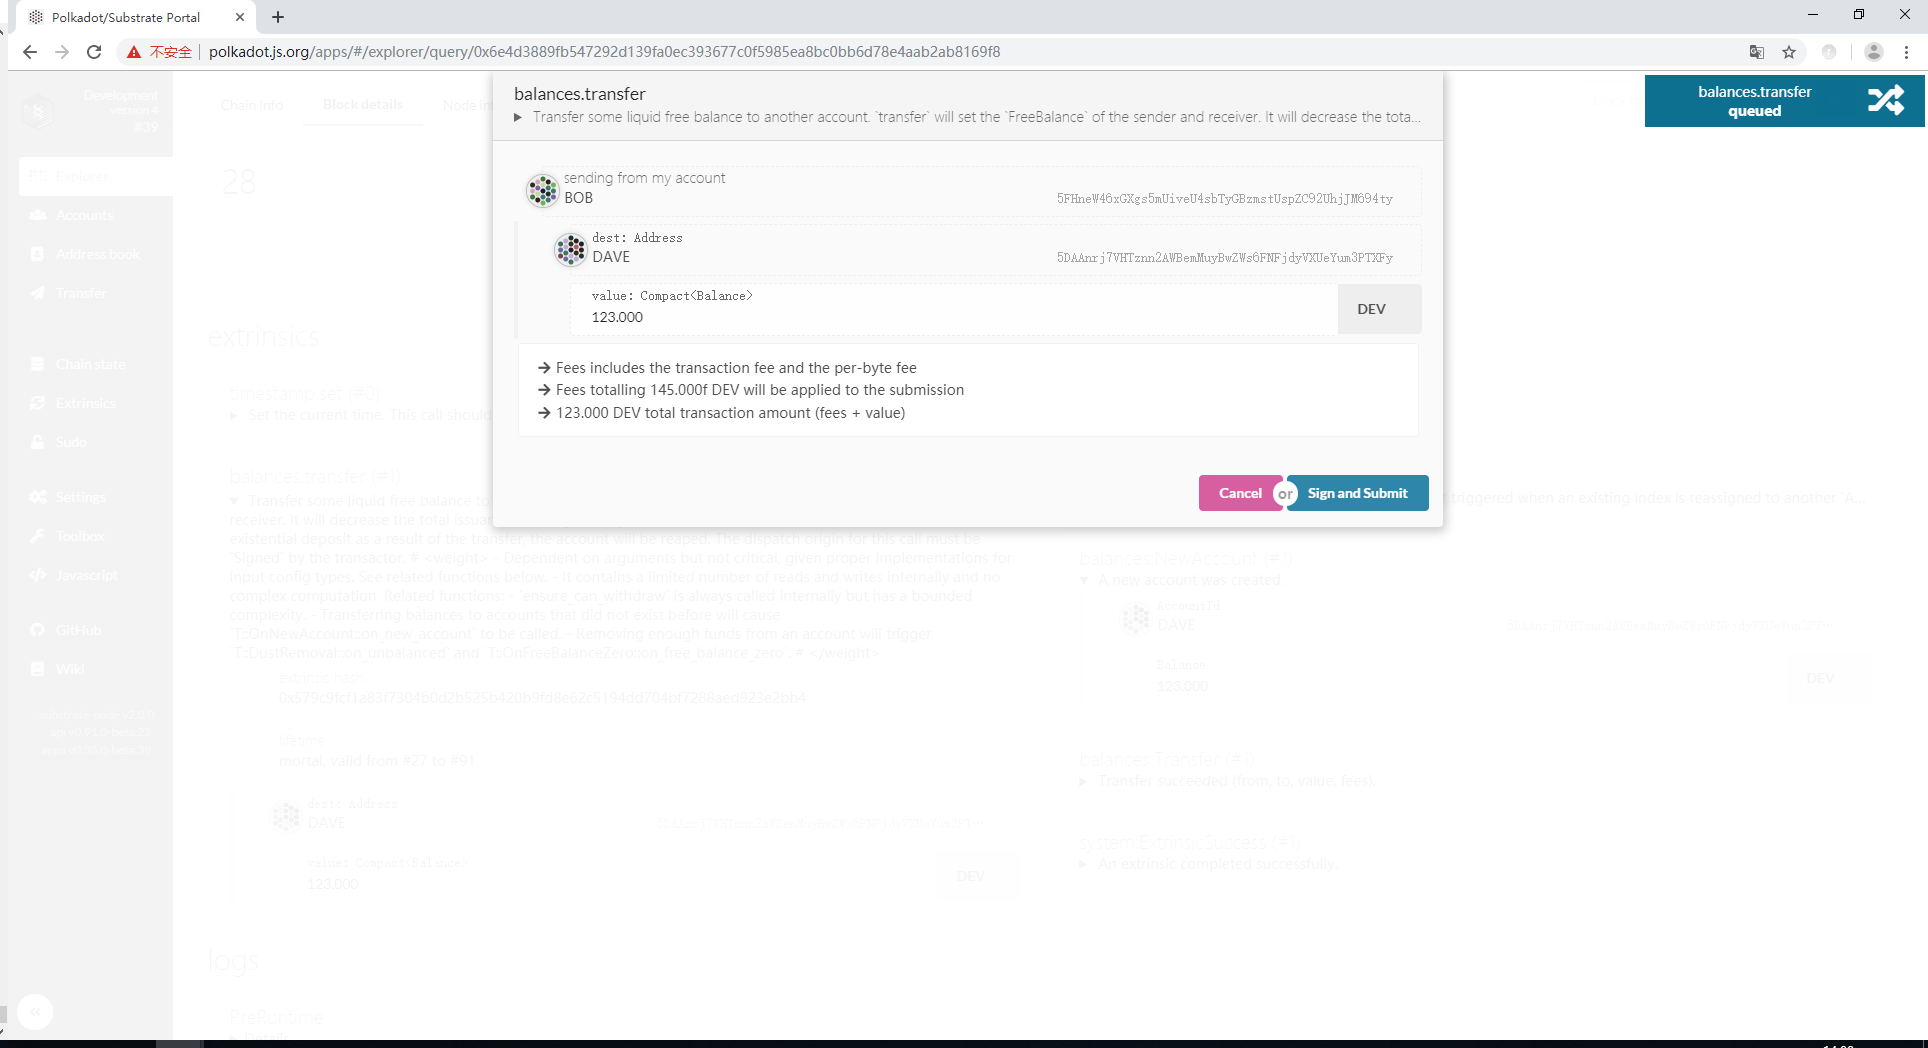 Polkadot/Substrate Portal
不安全
polkadot.js.org/apps/#/explorer/query/0x6e4d3889fb547292d139fa0ec393677c0f5985ea8bc0bb6d78e4aab2ab8169f8
Development
version 4
#39
Explorer
Accounts
Address book
Transfer
Chain state
Extrinsics
Sudo
Settings
Toolbox
Javascript
GitHub
Wiki
Chain info
Block details
balances.transfer
Transfer some liquid free balance to another account. `transfer` will set the `FreeBalance` of the sender and receiver. It will decrease the tota...
sending from my account
BOB
5FHneW46xGXgs5mUiveU4sbTyGBzmstUspZC92UhjJM694ty
dest: Address
DAVE
5DAAnrj7VHTznn2AWBemMuyBwZWs6FNFjdyVXUeYum3PTXFy
value: Compact<Balance>
123.000
DEV
Fees includes the transaction fee and the per-byte fee
Fees totalling 145.000f DEV will be applied to the submission
123.000 DEV total transaction amount (fees + value)
Cancel
or
Sign and Submit
balances.transfer
queued
28
extrinsics
timestamp.set (#0)
Set the current time. This call should
balances.transfer (#1)
Transfer some liquid free balance to
receiver. It will decrease the total issuan
existential deposit as a result of the transfer, the account will be reaped. The dispatch origin for this call must be
`Signed` by the transactor. # <weight> - Dependent on arguments but not critical, given proper implementations for
input config types. See related functions below. - It contains a limited number of reads and writes internally and no
complex computation. Related functions: - `ensure_can_withdraw` is always called internally but has a bounded
complexity. - Transferring balances to accounts that did not exist before will cause
`T::OnNewAccount::on_new_account` to be called. - Removing enough funds from an account will trigger
`T::DustRemoval::on_unbalanced` and `T::OnFreeBalanceZero::on_free_balance_zero`. # </weight>
extrinsic hash
0x579c9fcf1a83f7304b0d2b525b420b9fd8e62c5194dd704bf7288aed923e2bb4
lifetime
mortal, valid from #27 to #91
dest: Address
DAVE
value: Compact<Balance>
123.000
DEV
triggered when an existing index is reassigned to another `A...
balances.NewAccount (#1)
A new account was created.
AccountId
DAVE
Balance
123.000
DEV
balances.Transfer (#1)
Transfer succeeded (from, to, value, fees).
system.ExtrinsicSuccess (#1)
An extrinsic completed successfully.
logs
PreRuntime